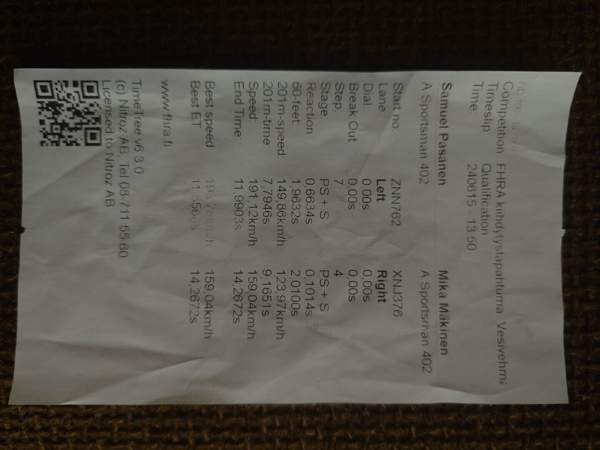 Competition FHRA kiihdytystapahtuma Vesivehmi
Timeslip Qualification
Time 240615 13:50
Samuel Pasanen Mika Mäkinen
A Sportsman 402 A Sportsman 402
Start no ZNN762 XNJ376
Lane Left Right
Dial 0.00s 0.00s
Break Out 0.00s 0.00s
Step 7 4
Stage PS + S PS + S
Reaction 0.6634s 0.1014s
60-feet 1.9632s 2.0100s
201m-speed 149.86km/h 123.97km/h
201m-time 7.7846s 9.1651s
Speed 191.12km/h 159.04km/h
End Time 11.9903s 14.2672s
Best speed 159.04km/h
Best ET 14.2672s
www.fhra.fi
TimeTree v6.3.0
(c) Nitroz AB, Tel 08-711 55 60
Licensed to Nitroz AB